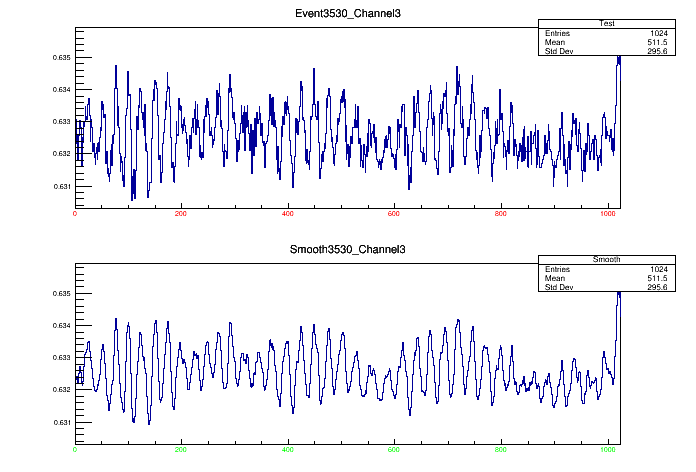 Event3530_Channel3
Test
Entries 1024
Mean 511.5
Std Dev 295.6
0.635
0.634
0.633
0.632
0.631
0 200 400 600 800 1000
Smooth3530_Channel3
Smooth
Entries 1024
Mean 511.5
Std Dev 295.6
0.635
0.634
0.633
0.632
0.631
0 200 400 600 800 1000